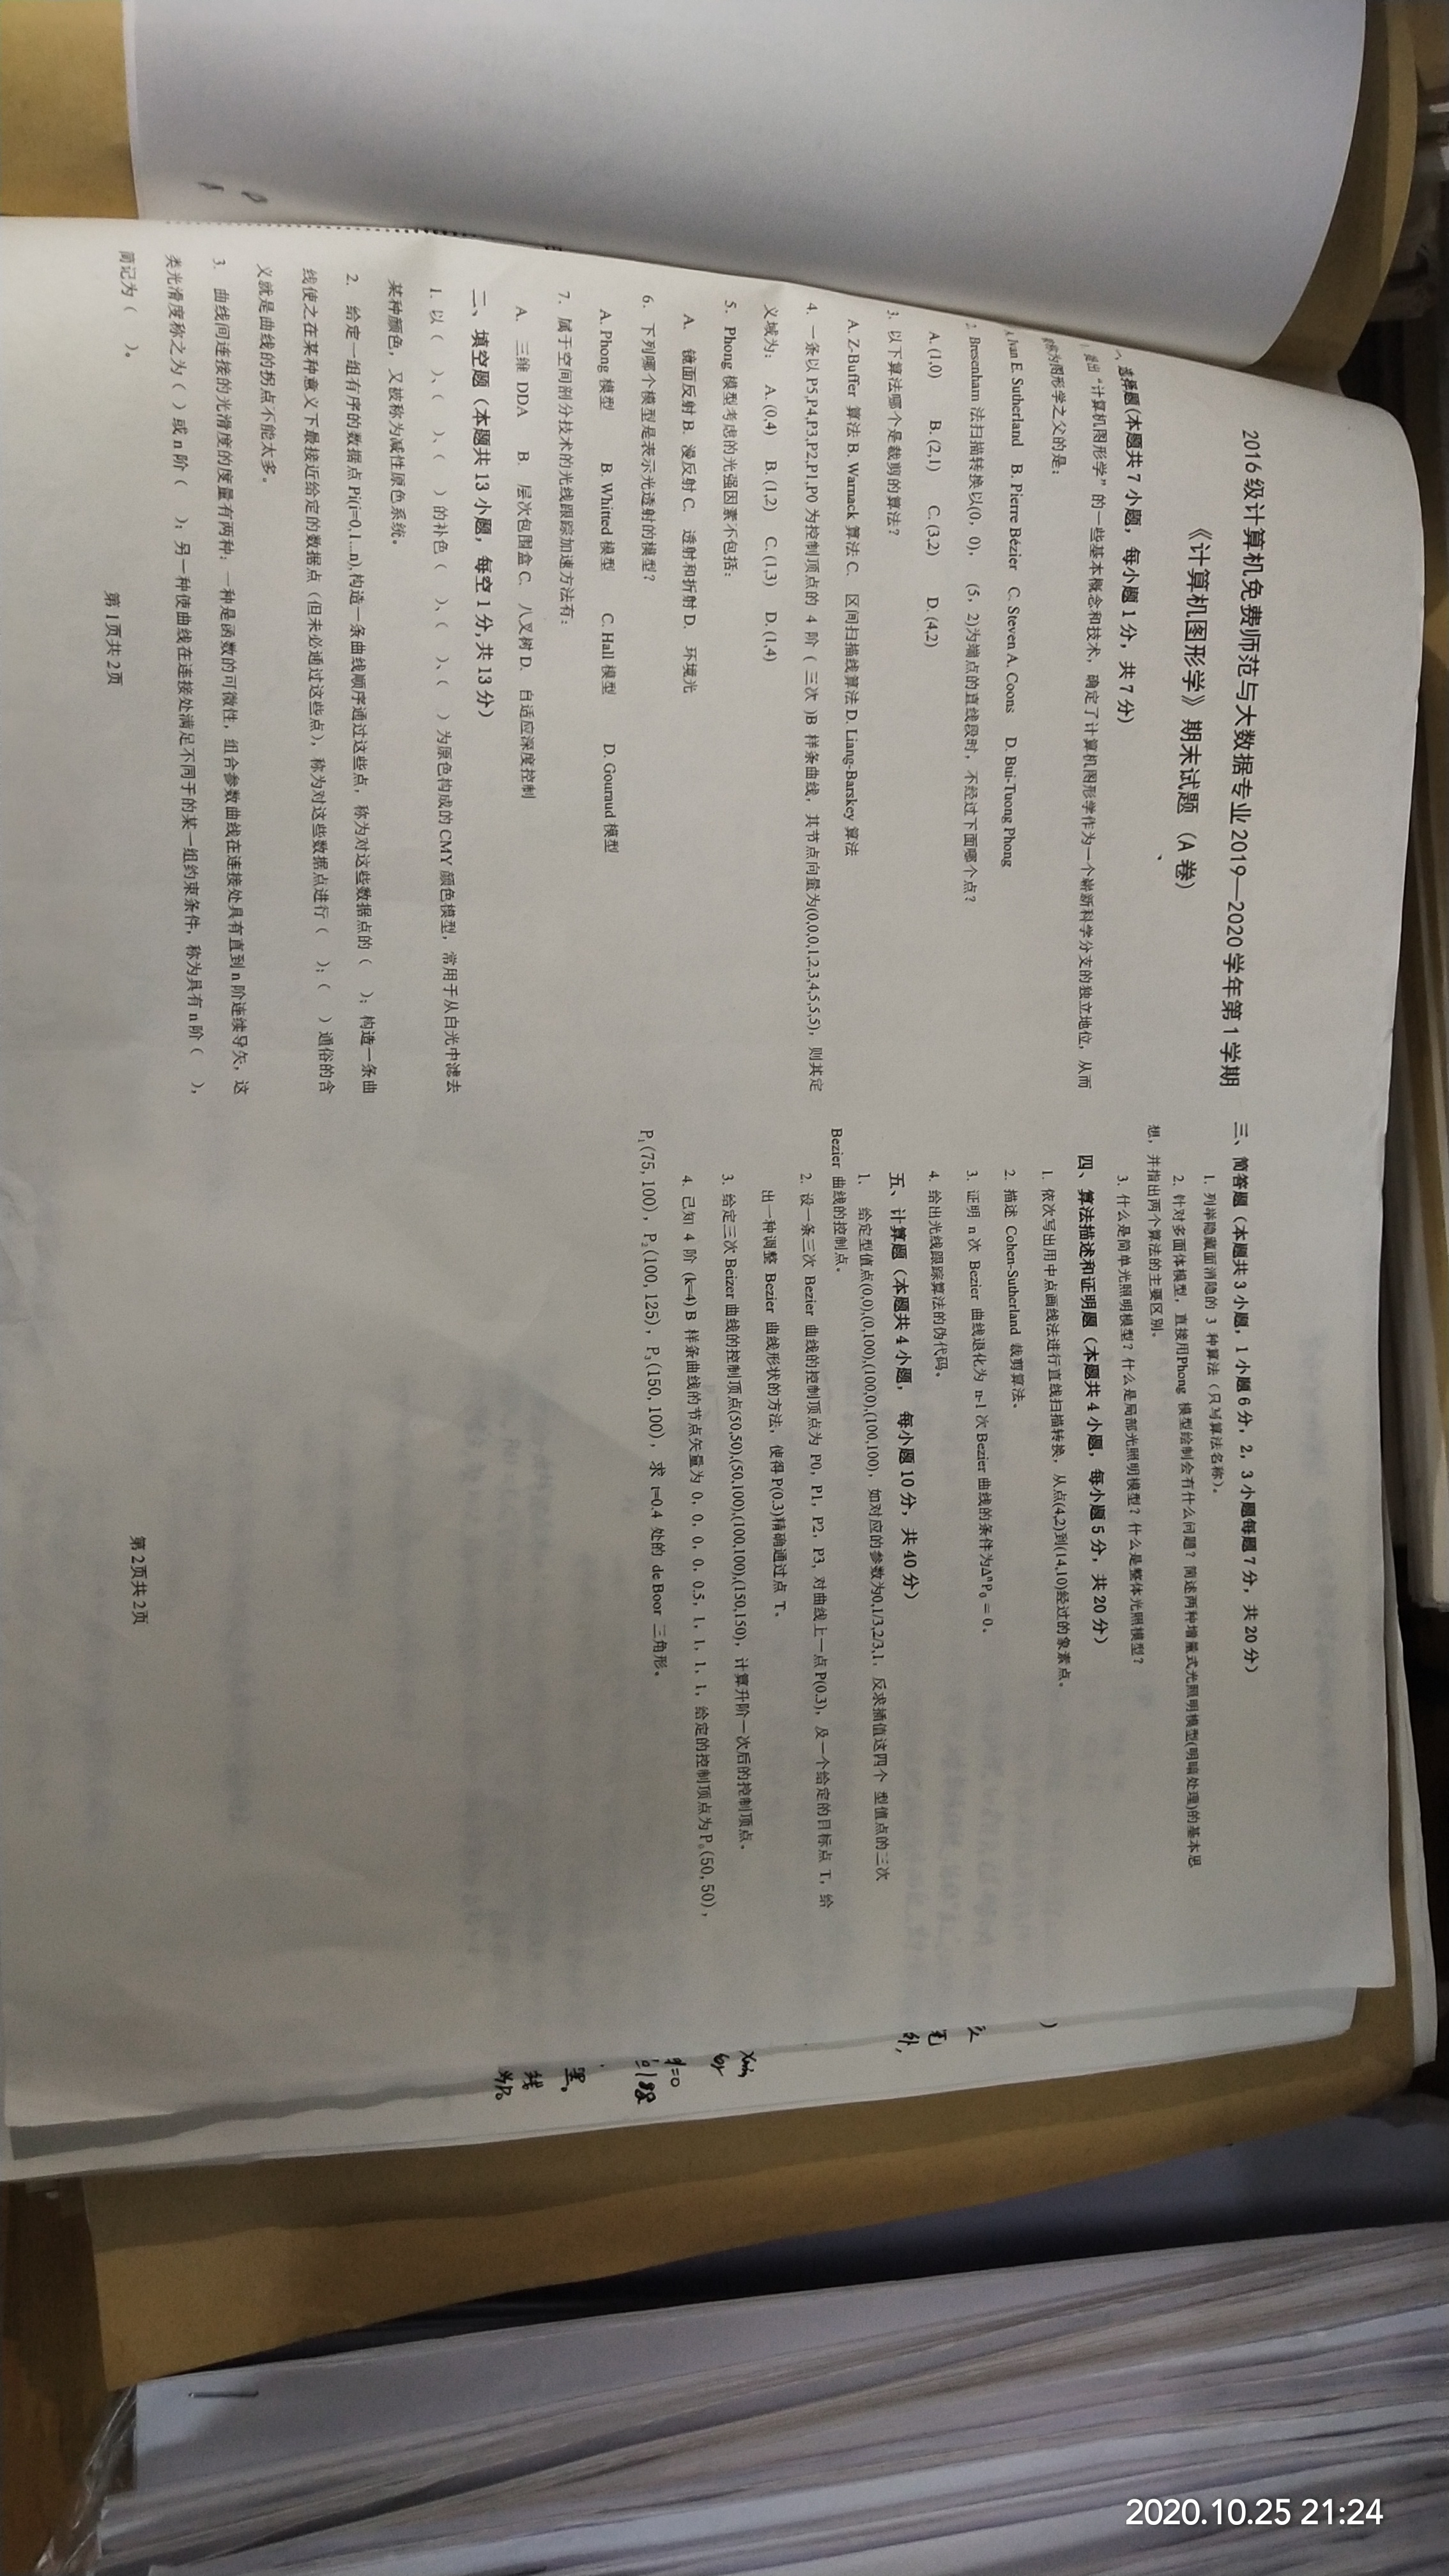 2016级计算机免费师范与大数据专业2019—2020学年第1学期
《计算机图形学》期末试题（A卷）
一、选择题(本题共 7 小题，每小题 1 分，共 7 分)
提出“计算机图形学”的一些基本概念和技术，确定了计算机图形学作为一个崭新科学分支的独立地位，从而
被称为图形学之父的是：
A. Ivan E. Sutherland B. Pierre Bézier C. Steven A. Coons D. Bui-Tuong Phong
2. Bresenham 法扫描转换以(0，0)，（5，2)为端点的直线段时，不经过下面哪个点？
A. (1,0) B. (2,1) C. (3,2) D. (4,2)
3. 以下算法哪个是裁剪的算法？
A. Z-Buffer 算法 B. Warnack 算法 C. 区间扫描线算法 D. Liang-Barskey 算法
4. 一条以 P5,P4,P3,P2,P1,P0 为控制顶点的 4 阶 ( 三次 )B 样条曲线，其节点向量为(0,0,0,1,2,3,4,5,5,5)，则其定
义域为： A. (0,4) B. (1,2) C. (1,3) D. (1,4)
5. Phong 模型考虑的光强因素不包括：
A. 镜面反射 B. 漫反射 C. 透射和折射 D. 环境光
6. 下列哪个模型是表示光透射的模型？
A. Phong 模型 B. Whitted 模型 C. Hall 模型 D. Gouraud 模型
7. 属于空间剖分技术的光线跟踪加速方法有：
A. 三维 DDA B. 层次包围盒 C. 八叉树 D. 自适应深度控制
二、填空题（本题共 13 小题，每空 1 分,共 13 分）
1. 以（ ）、（ ）、（ ）的补色（ ）、（ ）、（ ）为原色构成的 CMY 颜色模型，常用于从白光中滤去
某种颜色，又被称为减性原色系统。
2. 给定一组有序的数据点 Pi(i=0,1...n),构造一条曲线顺序通过这些点，称为对这些数据点的（ ）；构造一条曲
线使之在某种意义下最接近给定的数据点（但未必通过这些点），称为对这些数据点进行（ ）；（ ）通俗的含
义就是曲线的拐点不能太多。
3. 曲线间连接的光滑度的度量有两种：一种是函数的可微性，组合参数曲线在连接处具有直到 n 阶连续导矢，这
类光滑度称之为（ ）或 n 阶（ ）；另一种使曲线在连接处满足不同于的某一组约束条件，称为具有 n 阶（ ），
简记为（ ）。
第 1页共 2页
三、简答题（本题共 3 小题，1 小题 6 分，2，3 小题每题 7 分，共 20 分）
1. 列举隐藏面消隐的 3 种算法（只写算法名称）。
2. 针对多面体模型，直接用Phong 模型绘制会有什么问题？简述两种增量式光照明模型(明暗处理)的基本思
想，并指出两个算法的主要区别。
3. 什么是简单光照明模型？什么是局部光照明模型？什么是整体光照模型？
四、算法描述和证明题（本题共 4 小题，每小题 5 分，共 20 分）
1. 依次写出用中点画线法进行直线扫描转换，从点(4,2)到(14,10)经过的象素点。
2. 描述 Cohen-Sutherland 裁剪算法。
3. 证明 n 次 Bezier 曲线退化为 n-1 次 Bezier 曲线的条件为ΔⁿP₀ = 0。
4. 给出光线跟踪算法的伪代码。
五、计算题（本题共 4 小题， 每小题 10 分，共 40 分）
1. 给定型值点(0,0),(0,100),(100,0),(100,100)，如对应的参数为0,1/3,2/3,1，反求插值这四个 型值点的三次
Bezier 曲线的控制点。
2. 设一条三次 Bezier 曲线的控制顶点为 P0，P1，P2，P3, 对曲线上一点 P(0.3)，及一个给定的目标点 T，给
出一种调整 Bezier 曲线形状的方法，使得 P(0.3)精确通过点 T。
3. 给定三次 Beizer 曲线的控制顶点(50,50),(50,100),(100,100),(150,150)，计算升阶一次后的控制顶点。
4. 已知 4 阶 (k=4) B 样条曲线的节点矢量为 0，0，0，0，0.5，1，1，1，1，给定的控制顶点为 P₀(50,50)，
P₁(75,100)，P₂(100,125)，P₃(150,100)，求 t=0.4 处的 de Boor 三角形。
第 2页共 2页
外,
线
2020.10.25 21:24